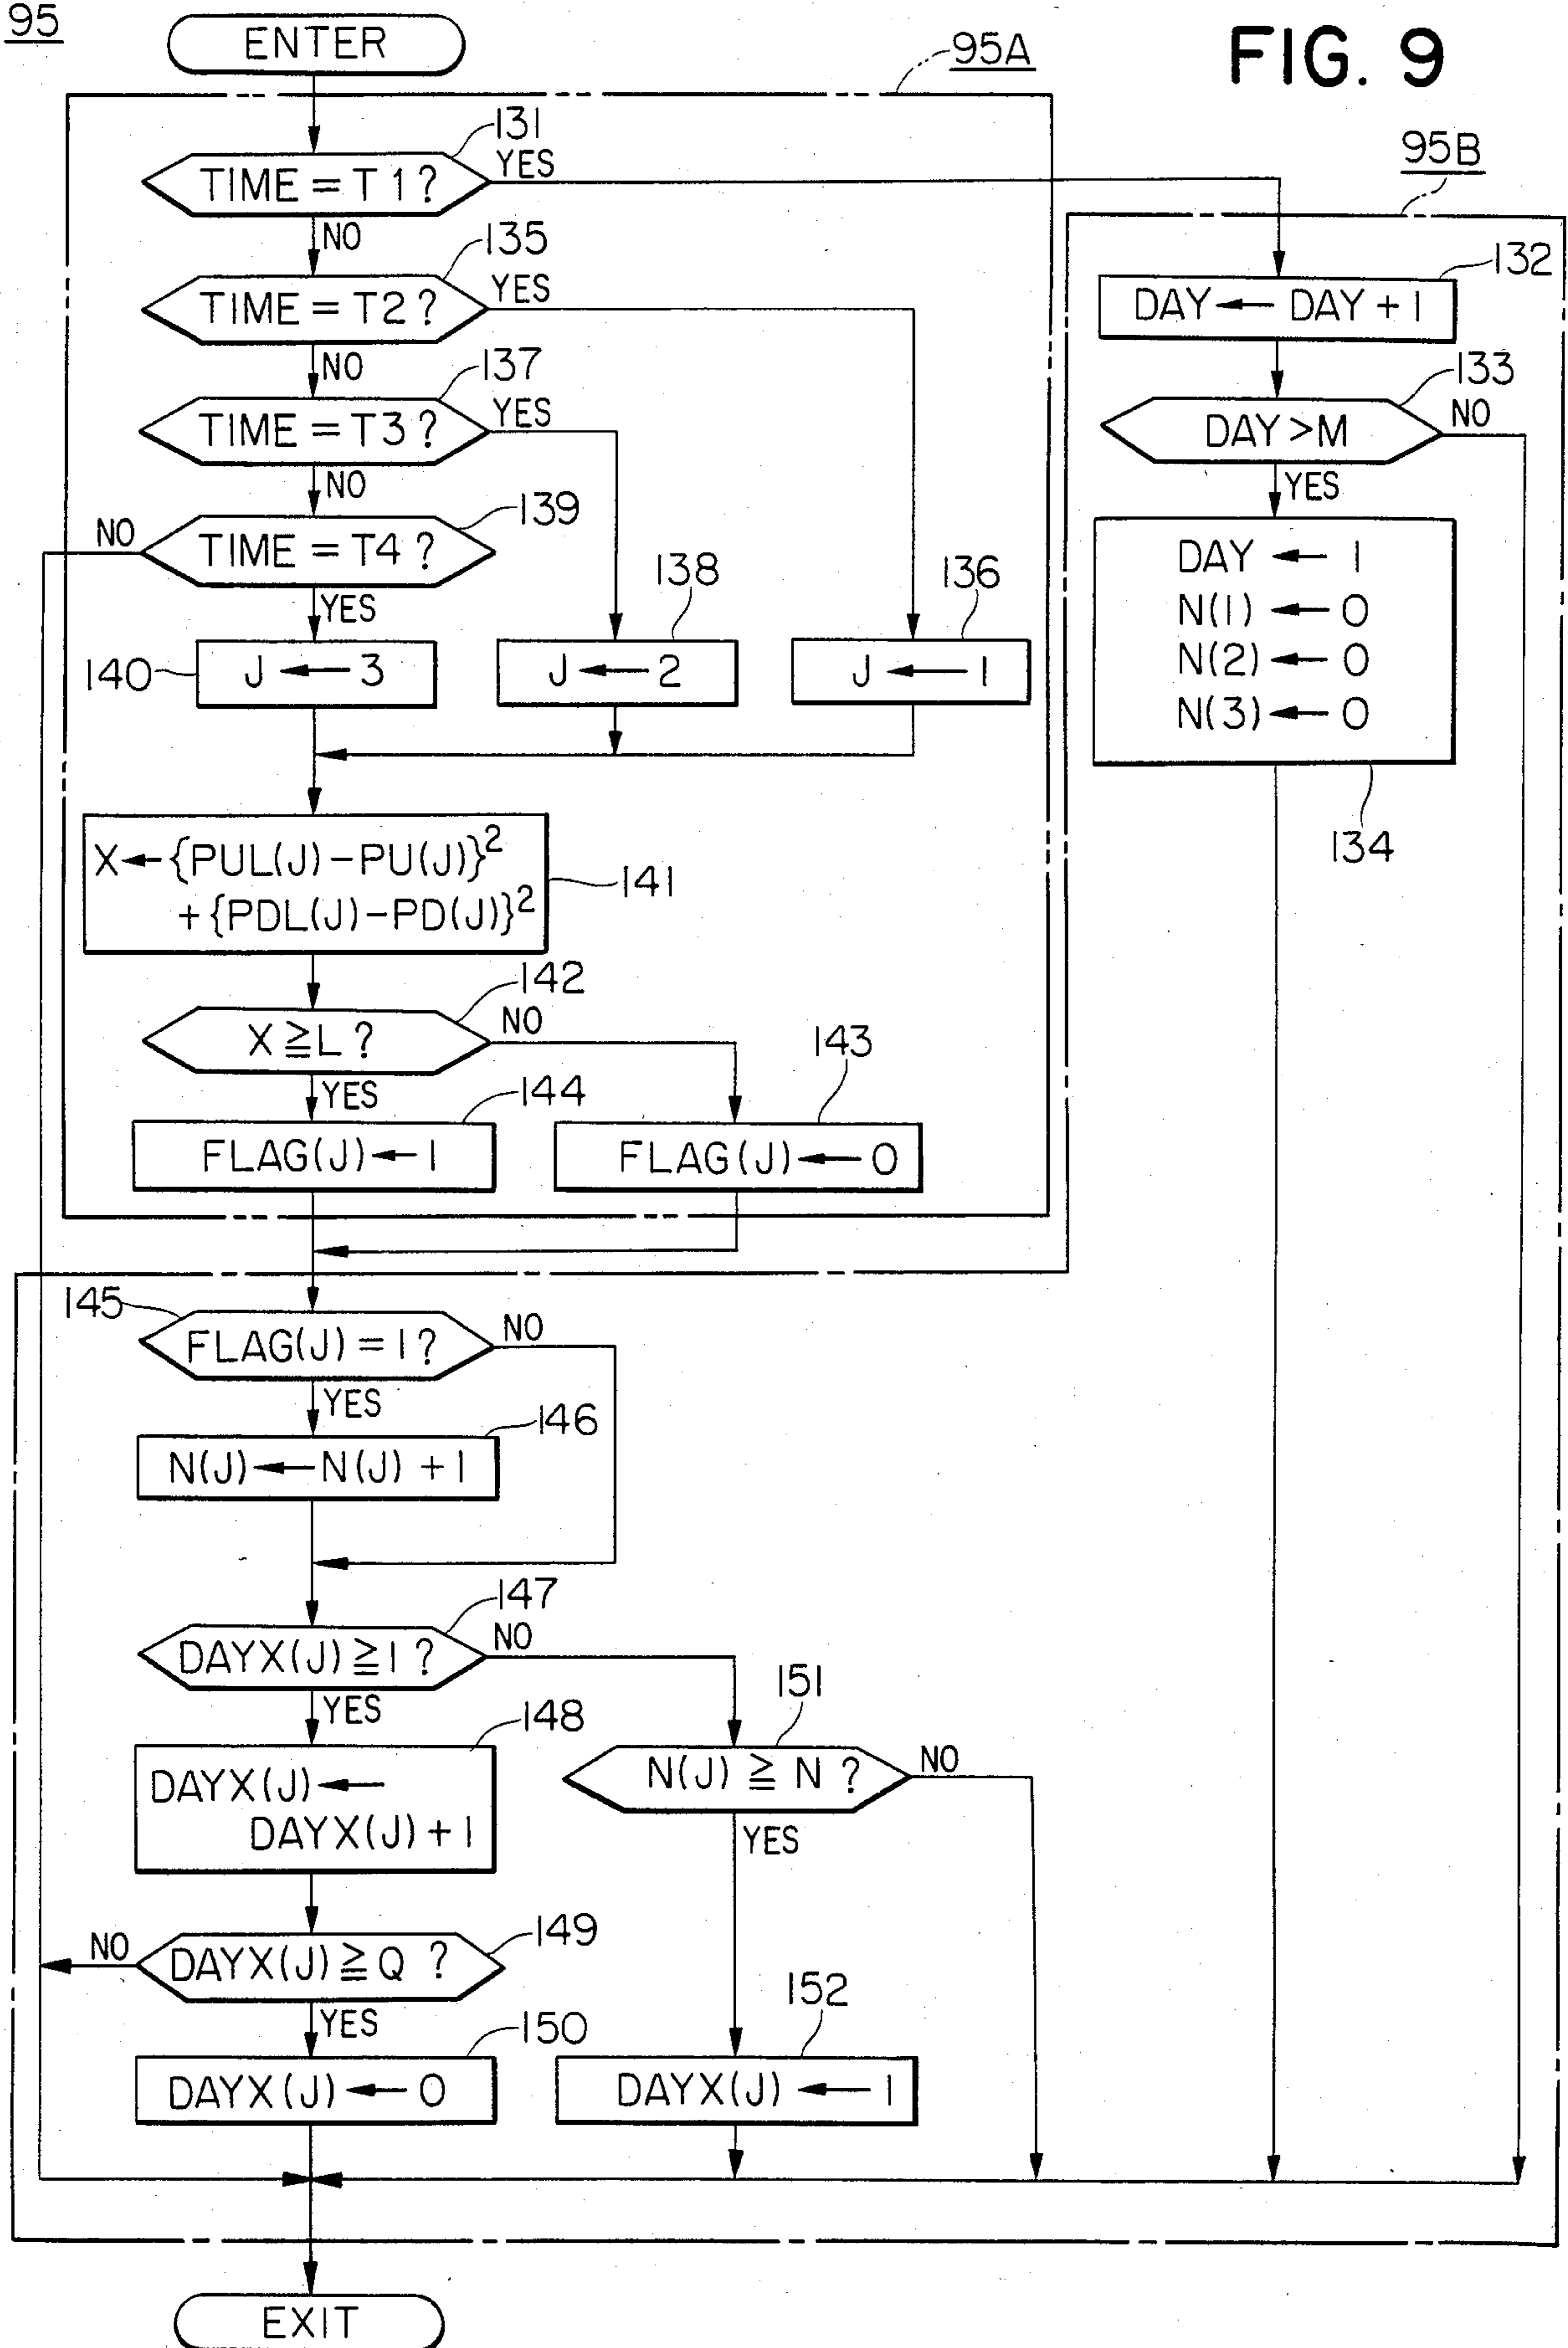 95
ENTER
95A
FIG. 9
131
TIME = T1?
YES
95B
NO
135
TIME = T2?
YES
132
DAY ← DAY + 1
NO
137
TIME = T3?
YES
133
DAY > M
NO
NO
YES
139
NO
TIME = T4?
YES
DAY ← 1
N(1) ← 0
N(2) ← 0
N(3) ← 0
134
138
136
140
J ← 3
J ← 2
J ← 1
X ← {PUL(J) - PU(J)}²
+ {PDL(J) - PD(J)}²
141
142
X ≧ L ?
NO
143
YES
144
FLAG(J) ← 1
FLAG(J) ← 0
145
FLAG(J) = 1?
NO
YES
146
N(J) ← N(J) + 1
147
DAYX(J) ≧ 1 ?
NO
151
YES
148
DAYX(J) ←
DAYX(J) + 1
N(J) ≧ N ?
NO
YES
149
NO
DAYX(J) ≧ Q ?
YES
150
152
DAYX(J) ← 0
DAYX(J) ← 1
EXIT